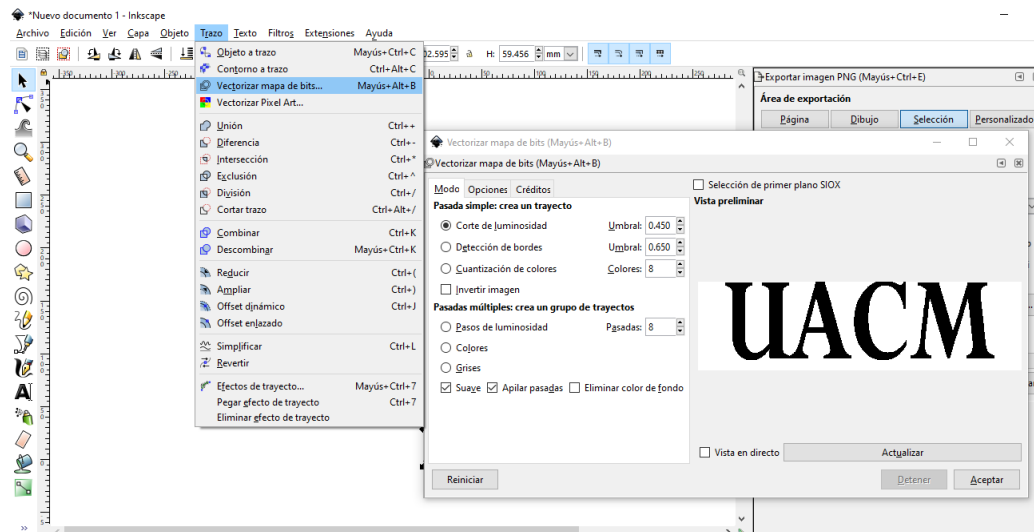 *Nuevo documento 1 - Inkscape
Archivo Edición Ver Capa Objeto Trazo Texto Filtros Extensiones Ayuda
H: 59.456 mm
Objeto a trazo Mayús+Ctrl+C
Contorno a trazo Ctrl+Alt+C
Vectorizar mapa de bits... Mayús+Alt+B
Vectorizar Pixel Art...
Unión Ctrl++
Diferencia Ctrl+-
Intersección Ctrl+*
Exclusión Ctrl+^
División Ctrl+/
Cortar trazo Ctrl+Alt+/
Combinar Ctrl+K
Descombinar Mayús+Ctrl+K
Reducir Ctrl+(
Ampliar Ctrl+)
Offset dinámico Ctrl+J
Offset enlazado
Simplificar Ctrl+L
Revertir
Efectos de trayecto... Mayús+Ctrl+7
Pegar efecto de trayecto Ctrl+7
Eliminar efecto de trayecto
Exportar imagen PNG (Mayús+Ctrl+E)
Área de exportación
Página Dibujo Selección Personalizado
Vectorizar mapa de bits (Mayús+Alt+B)
Vectorizar mapa de bits (Mayús+Alt+B)
Modo Opciones Créditos
Pasada simple: crea un trayecto
Corte de luminosidad Umbral: 0.450
Detección de bordes Umbral: 0.650
Cuantización de colores Colores: 8
Invertir imagen
Pasadas múltiples: crea un grupo de trayectos
Pasos de luminosidad Pasadas: 8
Colores
Grises
Suave Apilar pasadas Eliminar color de fondo
Selección de primer plano SIOX
Vista preliminar
UACM
Vista en directo Actualizar
Reiniciar Detener Aceptar